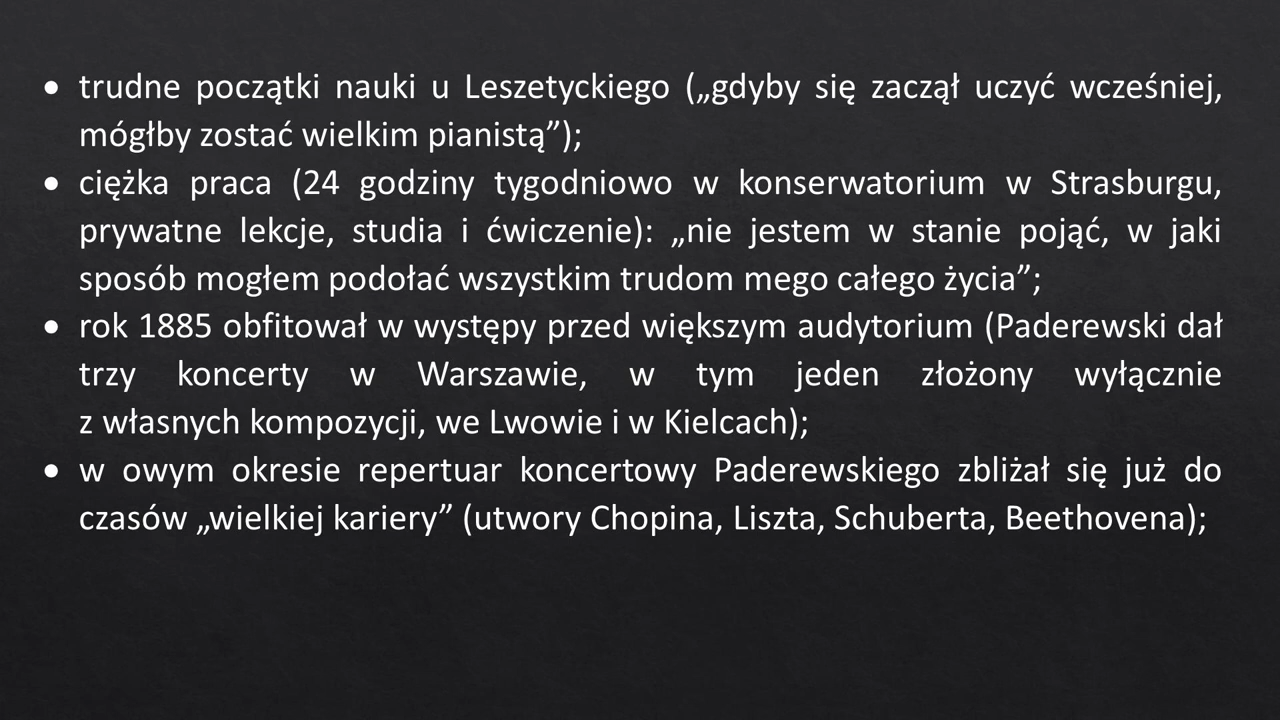 • trudne początki nauki u Leszetyckiego („gdyby się zaczął uczyć wcześniej,
mógłby zostać wielkim pianistą”);
• ciężka praca (24 godziny tygodniowo w konserwatorium w Strasburgu,
prywatne lekcje, studia i ćwiczenie): „nie jestem w stanie pojąć, w jaki
sposób mogłem podołać wszystkim trudom mego całego życia”;
• rok 1885 obfitował w występy przed większym audytorium (Paderewski dał
trzy koncerty w Warszawie, w tym jeden złożony wyłącznie
z własnych kompozycji, we Lwowie i w Kielcach);
• w owym okresie repertuar koncertowy Paderewskiego zbliżał się już do
czasów „wielkiej kariery” (utwory Chopina, Liszta, Schuberta, Beethovena);